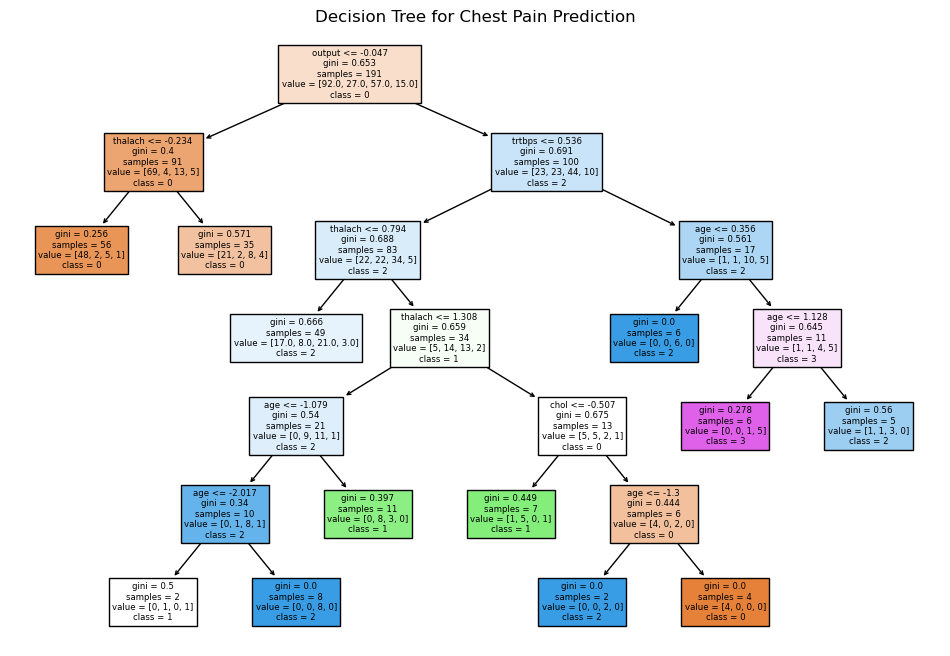 Decision Tree for Chest Pain Prediction
output <= -0.047
gini = 0.653
samples = 191
value = [92.0, 27.0, 57.0, 15.0]
class = 0
thalach <= -0.234
gini = 0.4
samples = 91
value = [69, 4, 13, 5]
class = 0
trtbps <= 0.536
gini = 0.691
samples = 100
value = [23, 23, 44, 10]
class = 2
gini = 0.256
samples = 56
value = [48, 2, 5, 1]
class = 0
gini = 0.571
samples = 35
value = [21, 2, 8, 4]
class = 0
thalach <= 0.794
gini = 0.688
samples = 83
value = [22, 22, 34, 5]
class = 2
age <= 0.356
gini = 0.561
samples = 17
value = [1, 1, 10, 5]
class = 2
gini = 0.666
samples = 49
value = [17.0, 8.0, 21.0, 3.0]
class = 2
thalach <= 1.308
gini = 0.659
samples = 34
value = [5, 14, 13, 2]
class = 1
gini = 0.0
samples = 6
value = [0, 0, 6, 0]
class = 2
age <= 1.128
gini = 0.645
samples = 11
value = [1, 1, 4, 5]
class = 3
age <= -1.079
gini = 0.54
samples = 21
value = [0, 9, 11, 1]
class = 2
chol <= -0.507
gini = 0.675
samples = 13
value = [5, 5, 2, 1]
class = 0
gini = 0.278
samples = 6
value = [0, 0, 1, 5]
class = 3
gini = 0.56
samples = 5
value = [1, 1, 3, 0]
class = 2
age <= -2.017
gini = 0.34
samples = 10
value = [0, 1, 8, 1]
class = 2
gini = 0.397
samples = 11
value = [0, 8, 3, 0]
class = 1
gini = 0.449
samples = 7
value = [1, 5, 0, 1]
class = 1
age <= -1.3
gini = 0.444
samples = 6
value = [4, 0, 2, 0]
class = 0
gini = 0.5
samples = 2
value = [0, 1, 0, 1]
class = 1
gini = 0.0
samples = 8
value = [0, 0, 8, 0]
class = 2
gini = 0.0
samples = 2
value = [0, 0, 2, 0]
class = 2
gini = 0.0
samples = 4
value = [4, 0, 0, 0]
class = 0